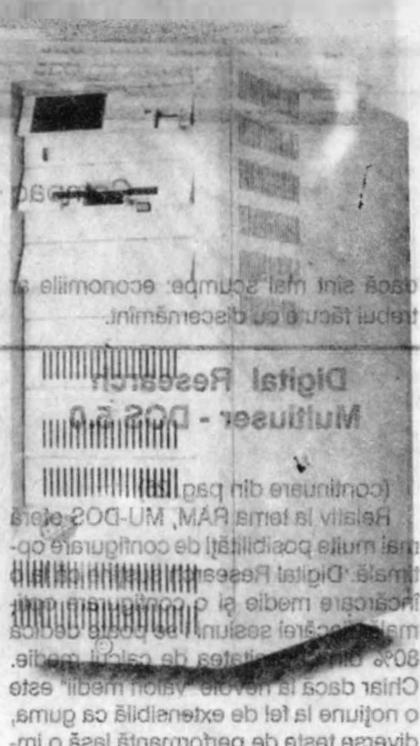 Compaq
dacă sînt mai scumpe: economiile ar
trebui făcute cu discernămînt.
Digital Research
Multiuser - DOS 5.0
(continuare din pag.
Relativ la tema RAM, MU-DOS oferă
mai multe posibilităţi de configurare op-
timală. Digital Research
încărcare medie şi o configurare
sesiuni se poate dedica
80% din de calcul medie.
Chiar dacă la nevoie "valori medii" este
o noţiune la fel de extensibilă ca guma,
diverse teste de performanţă lasă o im-